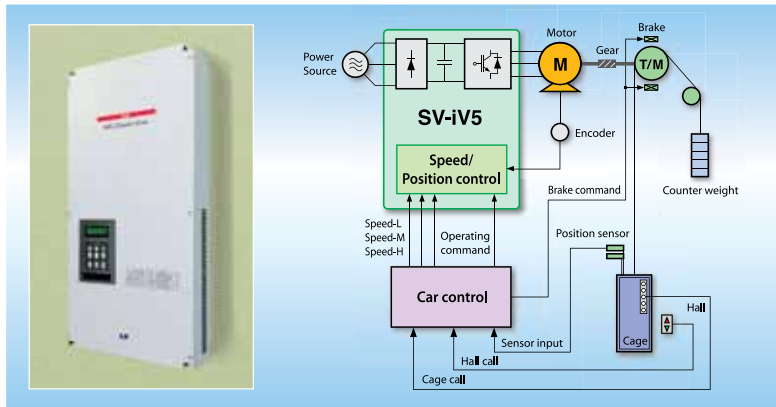 Power
Source
SV-iV5
Speed/
Position control
Motor
M
Gear
Brake
T/M
Encoder
Counter weight
Brake command
Speed-L
Speed-M
Speed-H
Operating
command
Position sensor
Car control
Sensor input
Hall call
Cage call
Cage
Hall